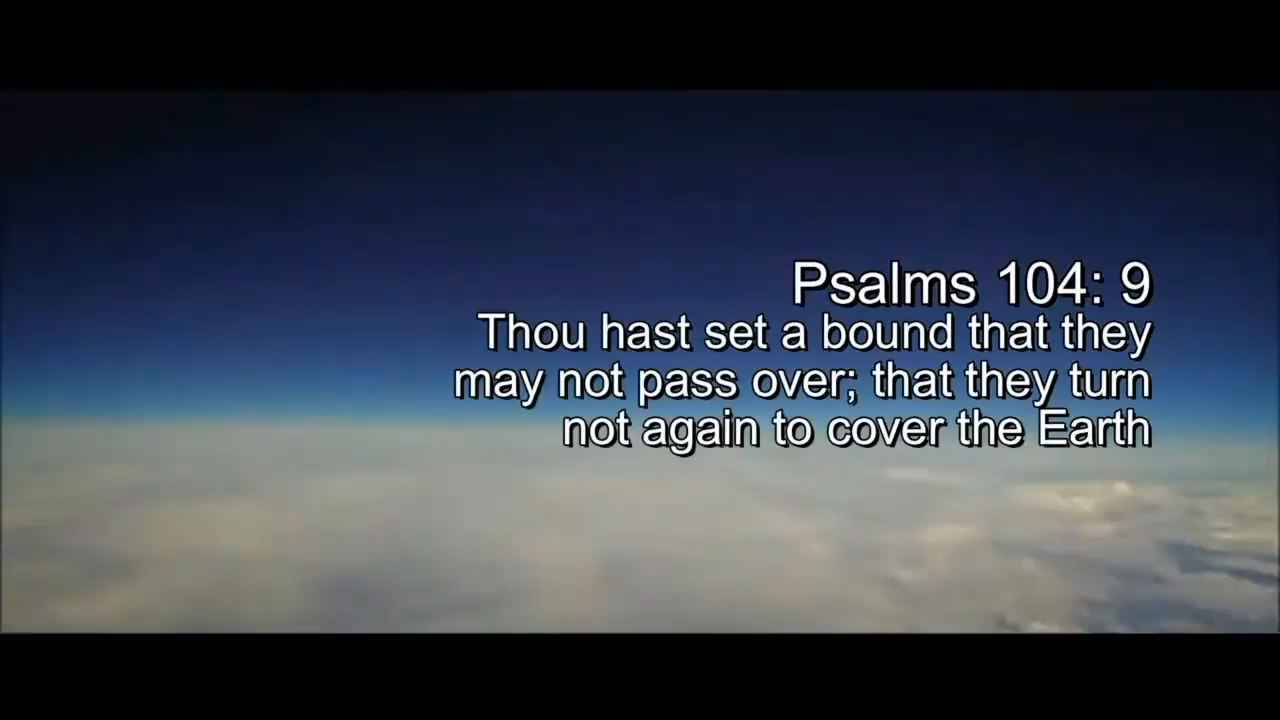 Psalms 104: 9
Thou hast set a bound that they
may not pass over; that they turn
not again to cover the Earth